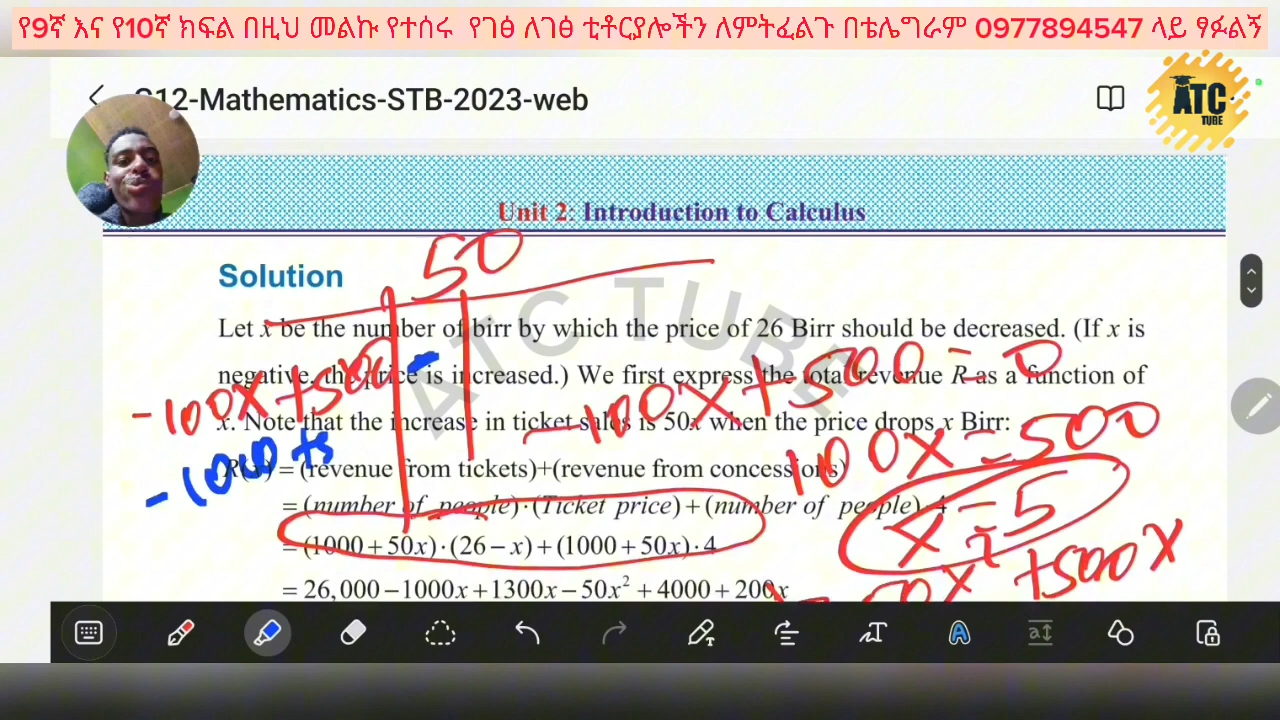 የ9ኛ እና የ10ኛ ክፍል በዚህ መልኩ የተሰሩ የገፅ ለገፅ ቲቶርያሎችን ለምትፈልጉ በቴሌግራም 0977894547 ላይ ፃፉልኝ
12-Mathematics-STB-2023-web
ATC
TUBE
Unit 2: Introduction to Calculus
50
Solution
Let x be the number of birr by which the price of 26 Birr should be decreased. (If x is
negative, the price is increased.) We first express the total revenue R as a function of
-100x+500=0
x. Note that the increase in ticket sales is 50x when the price drops x Birr:
100x=500
R(x) = (revenue from tickets)+(revenue from concessions)
= (number of people)·(Ticket price)+(number of people)·4
x=5
= (1000+50x)·(26−x)+(1000+50x)·4
+500x
= 26,000−1000x+1300x−50x²+4000+200x
ATC TUBE